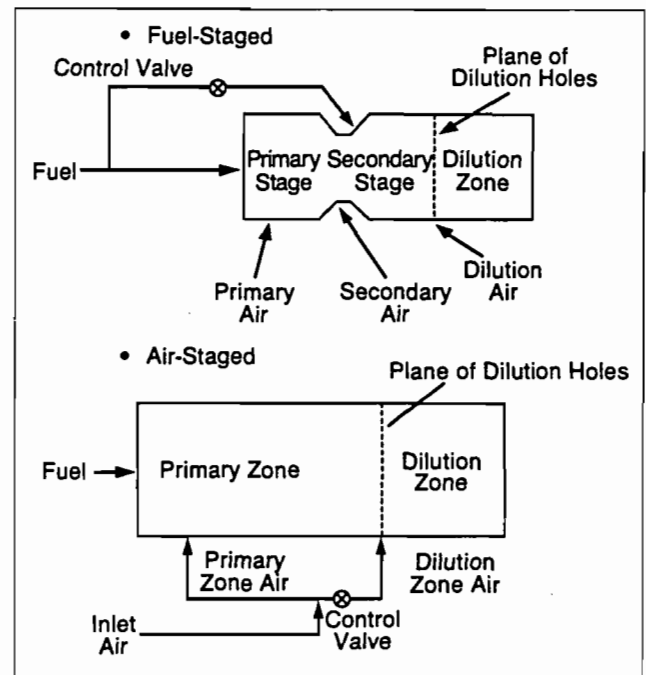 • Fuel-Staged
Control Valve
Plane of
Dilution Holes
Fuel
Primary
Stage
Secondary
Stage
Dilution
Zone
Primary
Air
Secondary
Air
Dilution
Air
• Air-Staged
Plane of Dilution Holes
Fuel
Primary Zone
Dilution
Zone
Primary
Zone Air
Dilution
Zone Air
Inlet
Air
Control
Valve